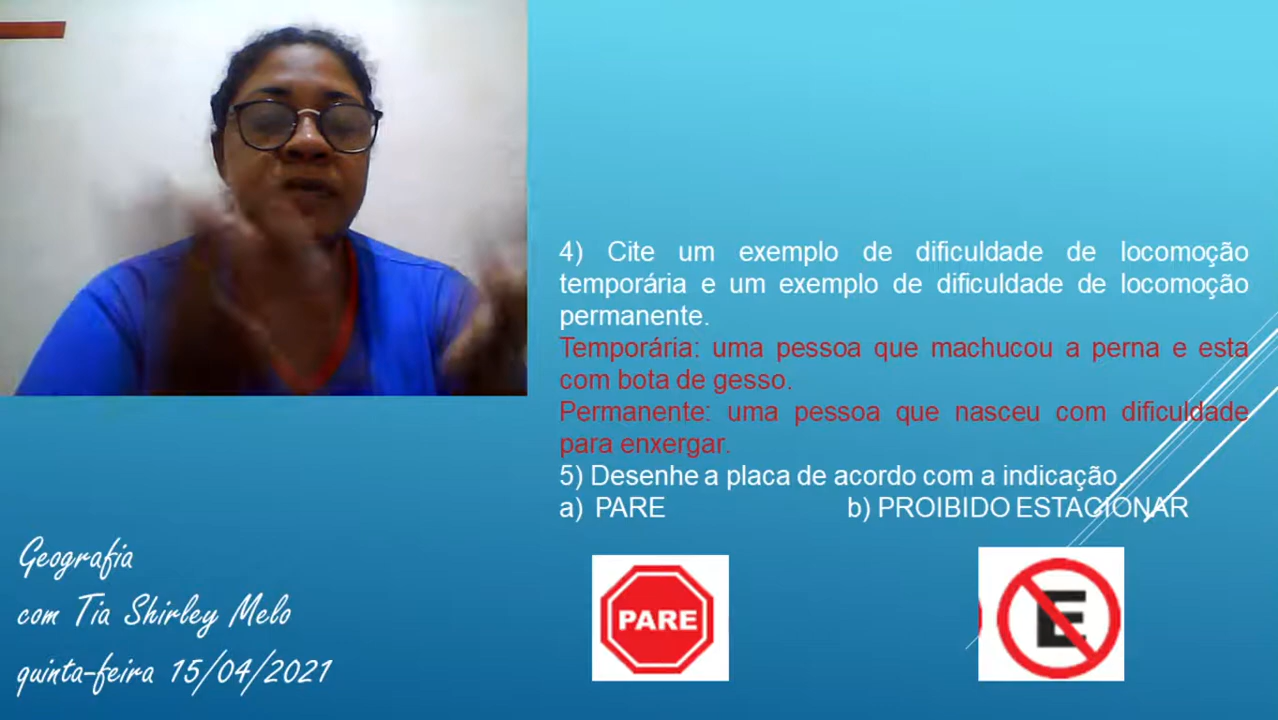 4) Cite um exemplo de dificuldade de locomoção
temporária e um exemplo de dificuldade de locomoção
permanente.
Temporária: uma pessoa que machucou a perna e esta
com bota de gesso.
Permanente: uma pessoa que nasceu com dificuldade
para enxergar.
5) Desenhe a placa de acordo com a indicação.
a) PARE b) PROIBIDO ESTACIONAR
PARE E
Geografia
com Tia Shirley Melo
quinta-feira 15/04/2021